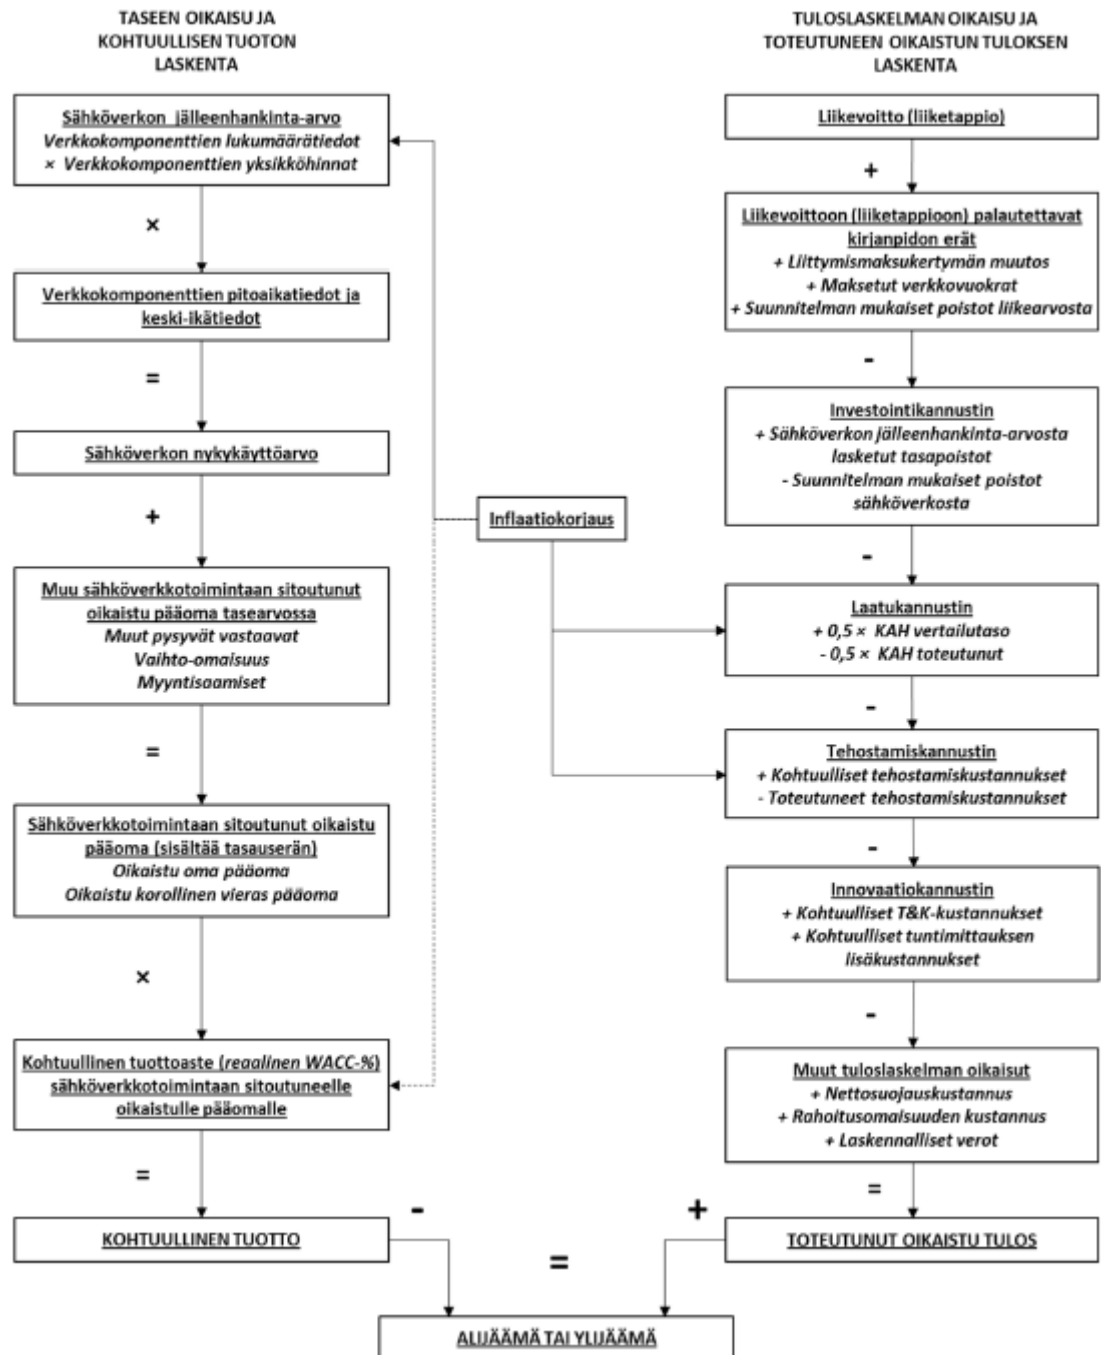 TASEEN OIKAISU JA
KOHTUULLISEN TUOTON
LASKENTA
Sähköverkon jälleenhankinta-arvo
Verkkokomponenttien lukumäärätiedot
× Verkkokomponenttien yksikköhinnat
×
Verkkokomponenttien pitoaikatiedot ja
keski-ikätiedot
=
Sähköverkon nykykäyttöarvo
+
Muu sähköverkkotoimintaan sitoutunut
oikaistu pääoma tasearvossa
Muut pysyvät vastaavat
Vaihto-omaisuus
Myyntisaamiset
=
Sähköverkkotoimintaan sitoutunut oikaistu
pääoma (sisältää tasauserän)
Oikaistu oma pääoma
Oikaistu korollinen vieras pääoma
×
Kohtuullinen tuottoaste (reaalinen WACC-%)
sähköverkkotoimintaan sitoutuneelle
oikaistulle pääomalle
=
KOHTUULLINEN TUOTTO
-
Inflaatiokorjaus
TULOSLASKELMAN OIKAISU JA
TOTEUTUNEEN OIKAISTUN TULOKSEN
LASKENTA
Liikevoitto (liiketappio)
+
Liikevoittoon (liiketappioon) palautettavat
kirjanpidon erät
+ Liittymismaksukertymän muutos
+ Maksetut verkkovuokrat
+ Suunnitelman mukaiset poistot liikearvosta
-
Investointikannustin
+ Sähköverkon jälleenhankinta-arvosta
lasketut tasapoistot
- Suunnitelman mukaiset poistot
sähköverkosta
-
Laatukannustin
+ 0,5 × KAH vertailutaso
- 0,5 × KAH toteutunut
-
Tehostamiskannustin
+ Kohtuulliset tehostamiskustannukset
- Toteutuneet tehostamiskustannukset
-
Innovaatiokannustin
+ Kohtuulliset T&K-kustannukset
+ Kohtuulliset tuntimittauksen
lisäkustannukset
-
Muut tuloslaskelman oikaisut
+ Nettosuojauskustannus
+ Rahoitusomaisuuden kustannus
+ Laskennalliset verot
=
TOTEUTUNUT OIKAISTU TULOS
+
=
ALIJÄÄMÄ TAI YLIJÄÄMÄ